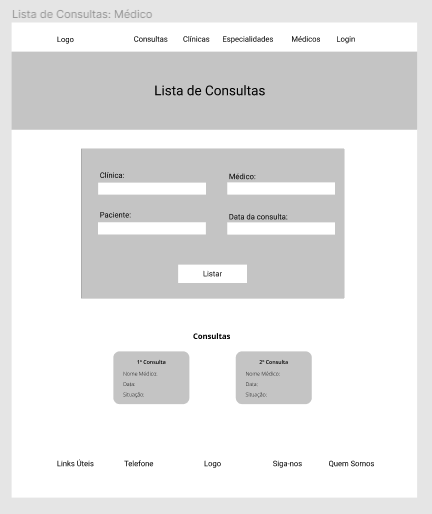 Lista de Consultas: Médico
Logo Consultas Clínicas Especialidades Médicos Login
Lista de Consultas
Clínica: Médico:
Paciente: Data da consulta:
Listar
Consultas
1ª Consulta
Nome Médico:
Data:
Situação:
2ª Consulta
Nome Médico:
Data:
Situação:
Links Úteis Telefone Logo Siga-nos Quem Somos